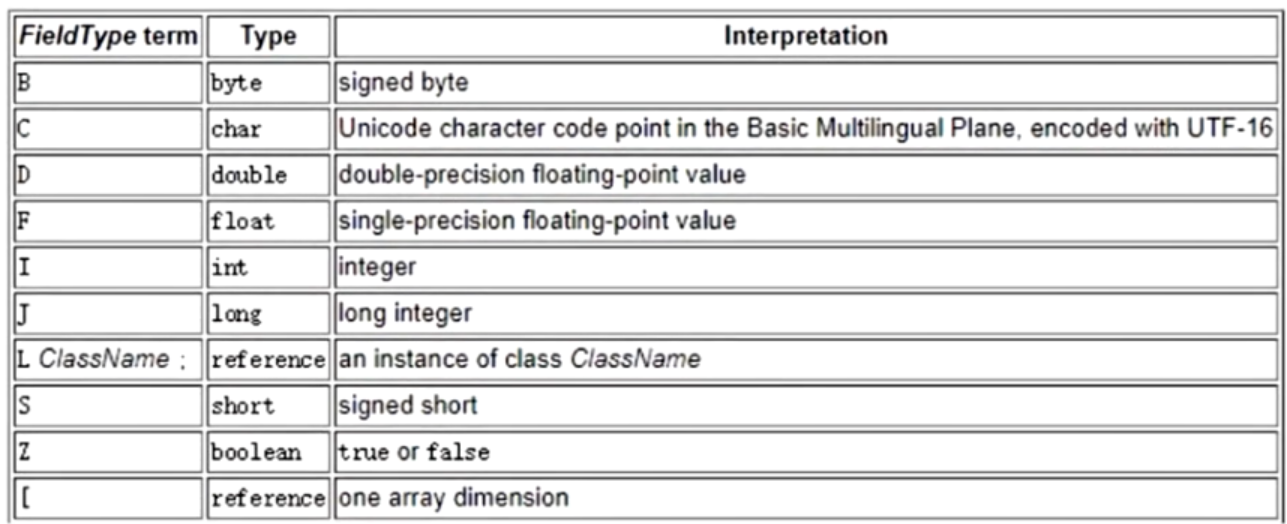 FieldType term Type Interpretation
B byte signed byte
C char Unicode character code point in the Basic Multilingual Plane, encoded with UTF-16
D double double-precision floating-point value
F float single-precision floating-point value
I int integer
J long long integer
L ClassName ; reference an instance of class ClassName
S short signed short
Z boolean true or false
[ reference one array dimension